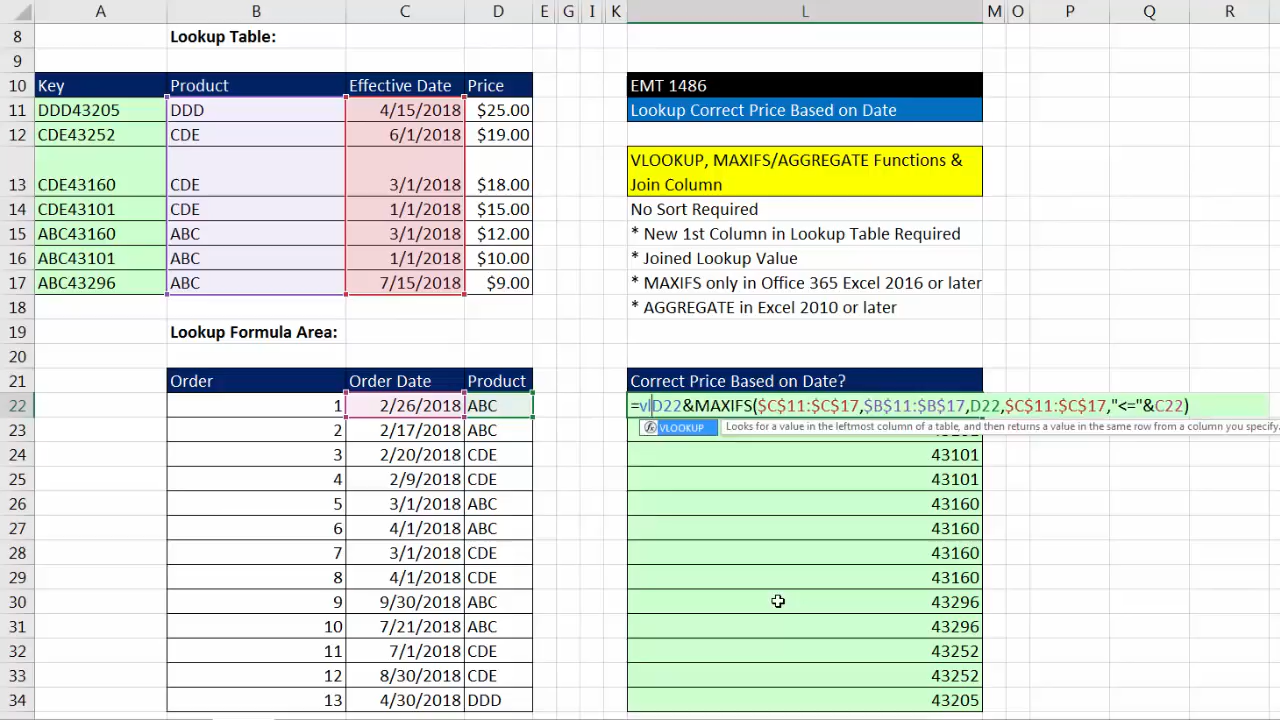 A B C D E G I K L M O P Q R
8 Lookup Table:
9
10 Key Product Effective Date Price EMT 1486
11 DDD43205 DDD 4/15/2018 $25.00 Lookup Correct Price Based on Date
12 CDE43252 CDE 6/1/2018 $19.00
VLOOKUP, MAXIFS/AGGREGATE Functions &
13 CDE43160 CDE 3/1/2018 $18.00 Join Column
14 CDE43101 CDE 1/1/2018 $15.00 No Sort Required
15 ABC43160 ABC 3/1/2018 $12.00 * New 1st Column in Lookup Table Required
16 ABC43101 ABC 1/1/2018 $10.00 * Joined Lookup Value
17 ABC43296 ABC 7/15/2018 $9.00 * MAXIFS only in Office 365 Excel 2016 or later
18 * AGGREGATE in Excel 2010 or later
19 Lookup Formula Area:
20
21 Order Order Date Product Correct Price Based on Date?
22 1 2/26/2018 ABC =vlD22&MAXIFS($C$11:$C$17,$B$11:$B$17,D22,$C$11:$C$17,"<="&C22)
VLOOKUP Looks for a value in the leftmost column of a table, and then returns a value in the same row from a column you specify.
23 2 2/17/2018 ABC
24 3 2/20/2018 CDE 43101
25 4 2/9/2018 CDE 43101
26 5 3/1/2018 ABC 43160
27 6 4/1/2018 ABC 43160
28 7 3/1/2018 CDE 43160
29 8 4/1/2018 CDE 43160
30 9 9/30/2018 ABC 43296
31 10 7/21/2018 ABC 43296
32 11 7/1/2018 CDE 43252
33 12 8/30/2018 CDE 43252
34 13 4/30/2018 DDD 43205